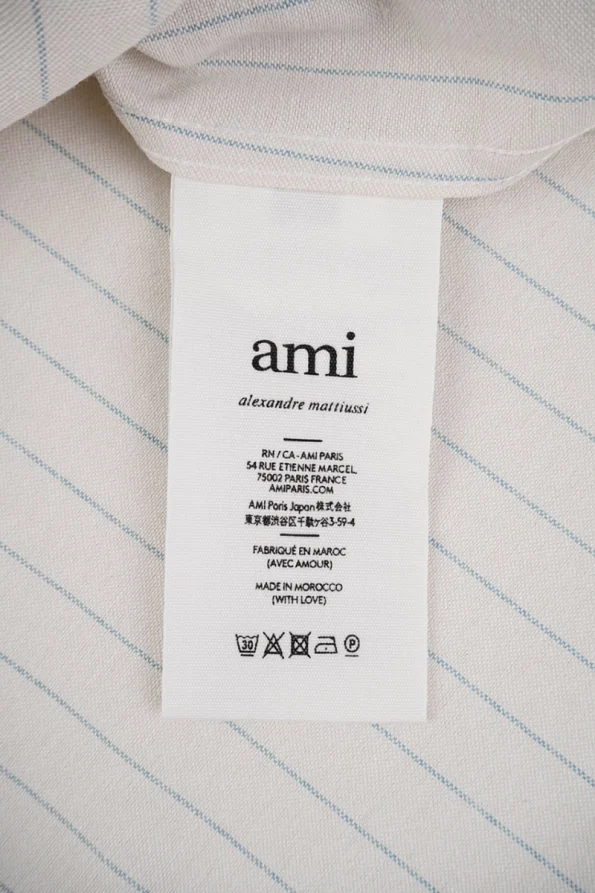 ami
alexandre mattiussi
RN / CA - AMI PARIS
54 RUE ETIENNE MARCEL
75002 PARIS FRANCE
AMIPARIS.COM
AMI Paris Japan株式会社
東京都渋谷区千駄ヶ谷3-59-4
FABRIQUÉ EN MAROC
(AVEC AMOUR)
MADE IN MOROCCO
(WITH LOVE)
30 P